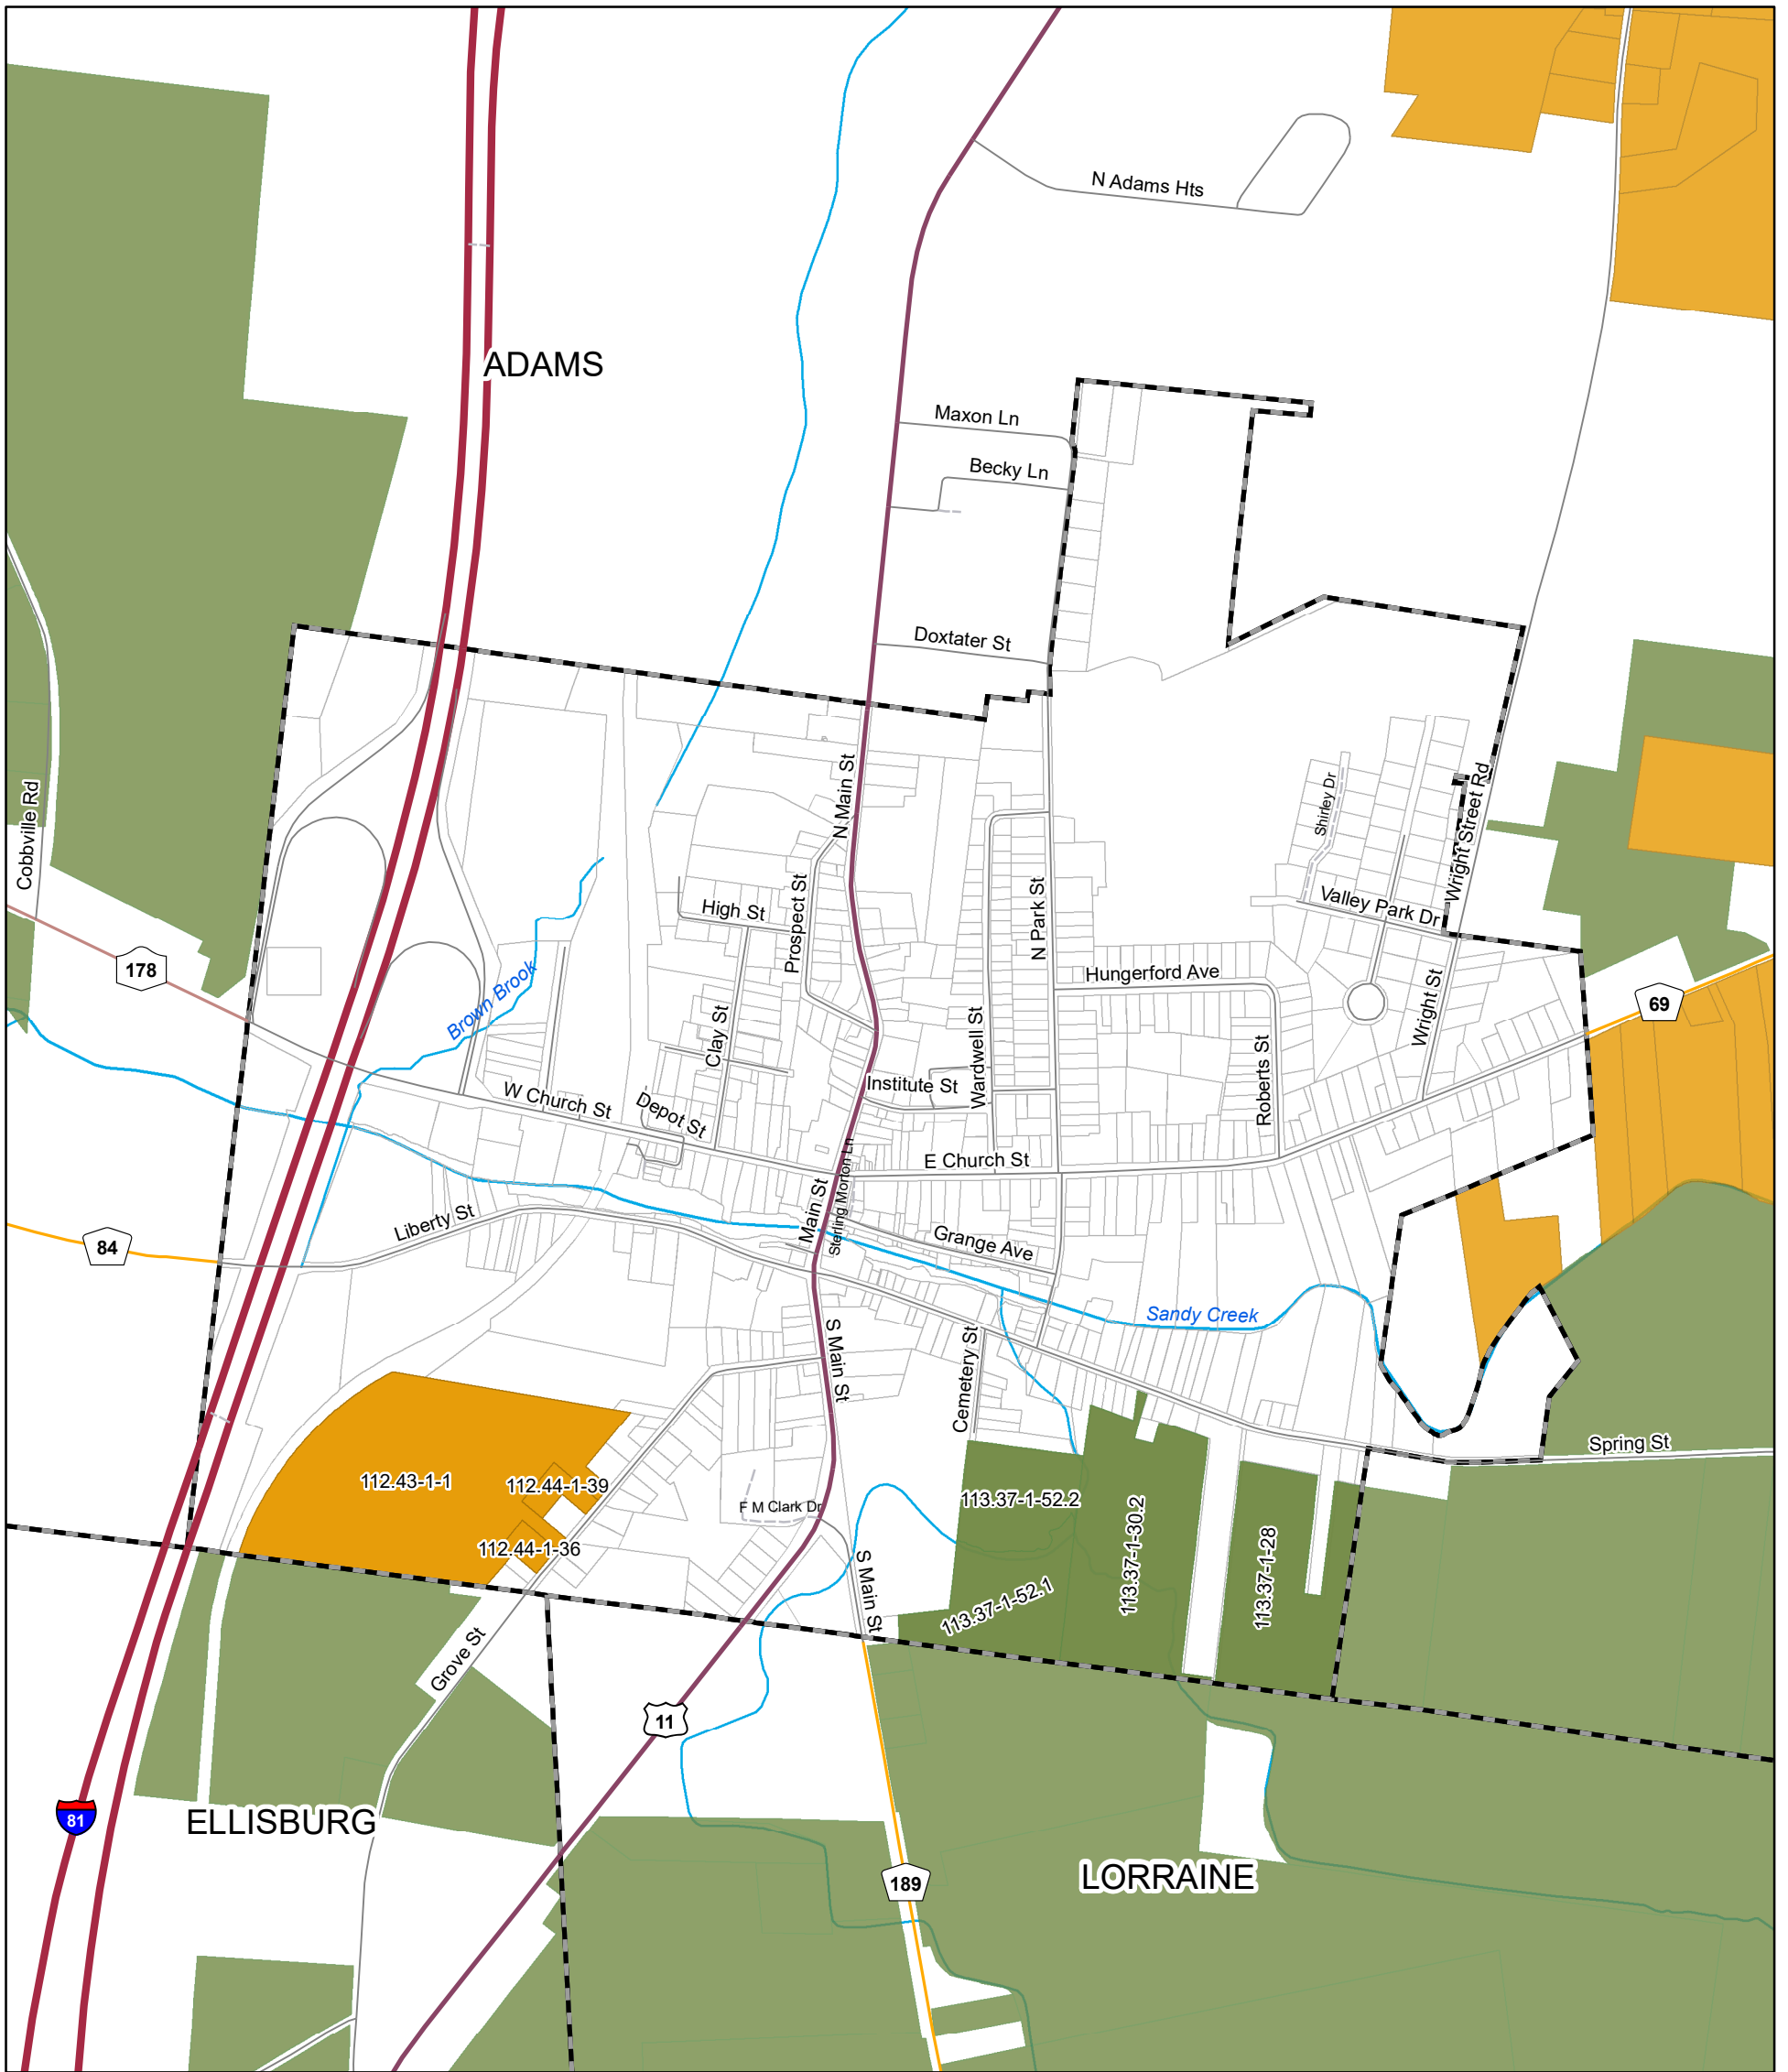 N Adams Hts
ADAMS
Maxon Ln
Becky Ln
Doxtater St
Cobbville Rd
N Main St
Shirley Dr
Wright Street Rd
Valley Park Dr
High St
Prospect St
N Park St
178
Brown Brook
Hungerford Ave
69
Wright St
Clay St
Wardwell St
Roberts St
Institute St
W Church St
Depot St
E Church St
Main St
Sterling Morton Ln
Liberty St
84
Grange Ave
Sandy Creek
S Main St
Cemetery St
Spring St
112.43-1-1
112.44-1-39
F M Clark Dr
113.37-1-52.2
113.37-1-30.2
113.37-1-28
112.44-1-36
S Main St
113.37-1-52.1
Grove St
11
81
ELLISBURG
LORRAINE
189